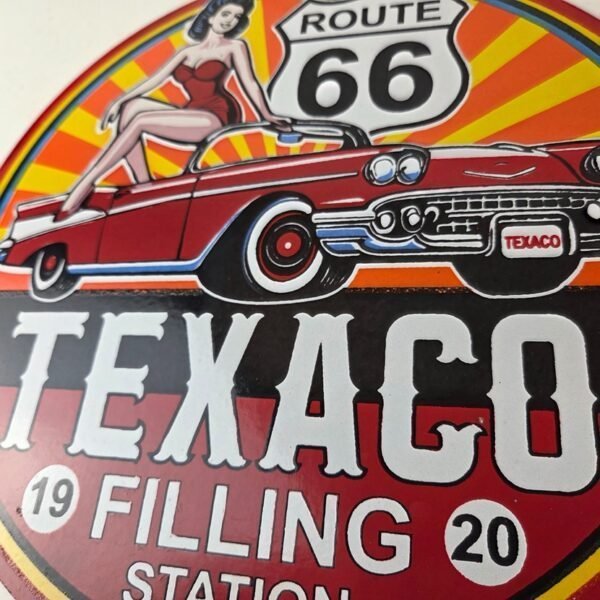 ROUTE
66
TEXACO
TEXACO
19 FILLING 20
STATION